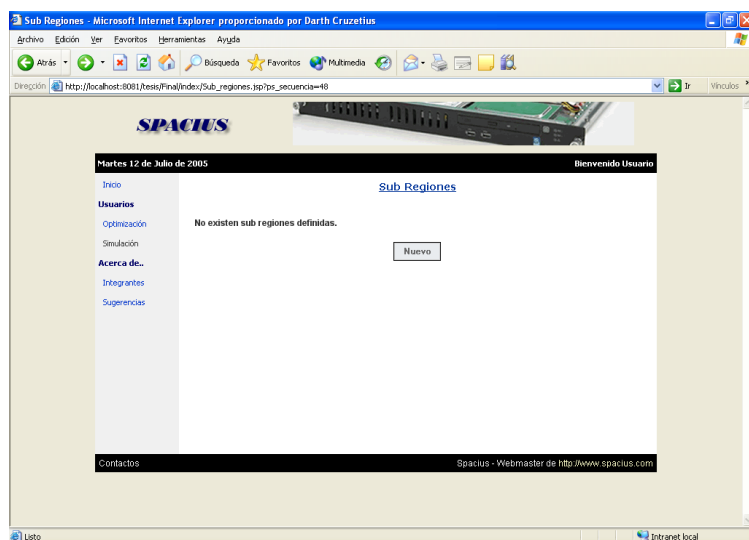 Sub Regiones - Microsoft Internet Explorer proporcionado por Darth Cruzetius
Archivo Edición Ver Favoritos Herramientas Ayuda
Atrás Búsqueda Favoritos Multimedia
Dirección http://localhost:8081/tesis/Final/index/Sub_regiones.jsp?ps_secuencia=48 Ir Vínculos »
SPACIUS
Martes 12 de Julio de 2005 Bienvenido Usuario
Inicio
Sub Regiones
Usuarios
Optimización
No existen sub regiones definidas.
Simulación
Nuevo
Acerca de..
Integrantes
Sugerencias
Contactos Spacius - Webmaster de http://www.spacius.com
Listo Intranet local